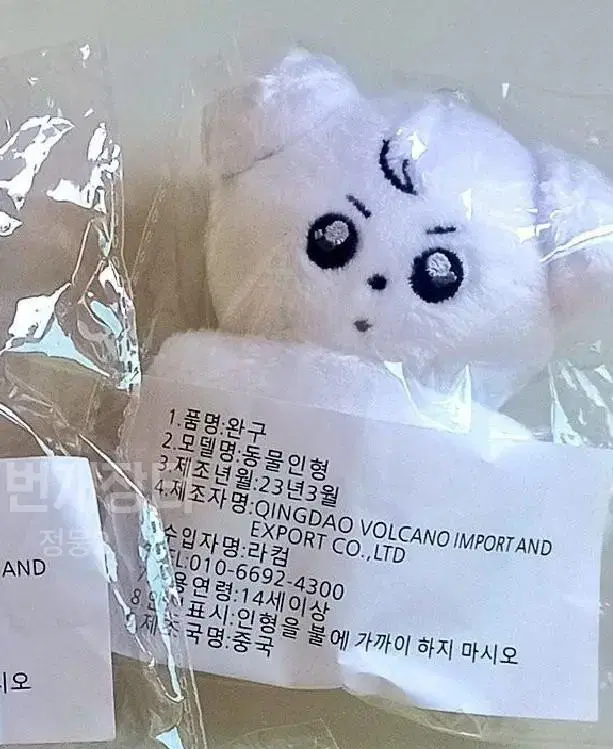 1.품명:완구
2.모델명:동물인형
3.제조년월:23년3월
4.제조자명:QINGDAO VOLCANO IMPORT AND
EXPORT CO.,LTD
수입자명:라컴
TEL:010-6692-4300
용연령:14세이상
8 표시:인형을 불에 가까이 하지 마시오
제조국명:중국
번개장터
AND
시오